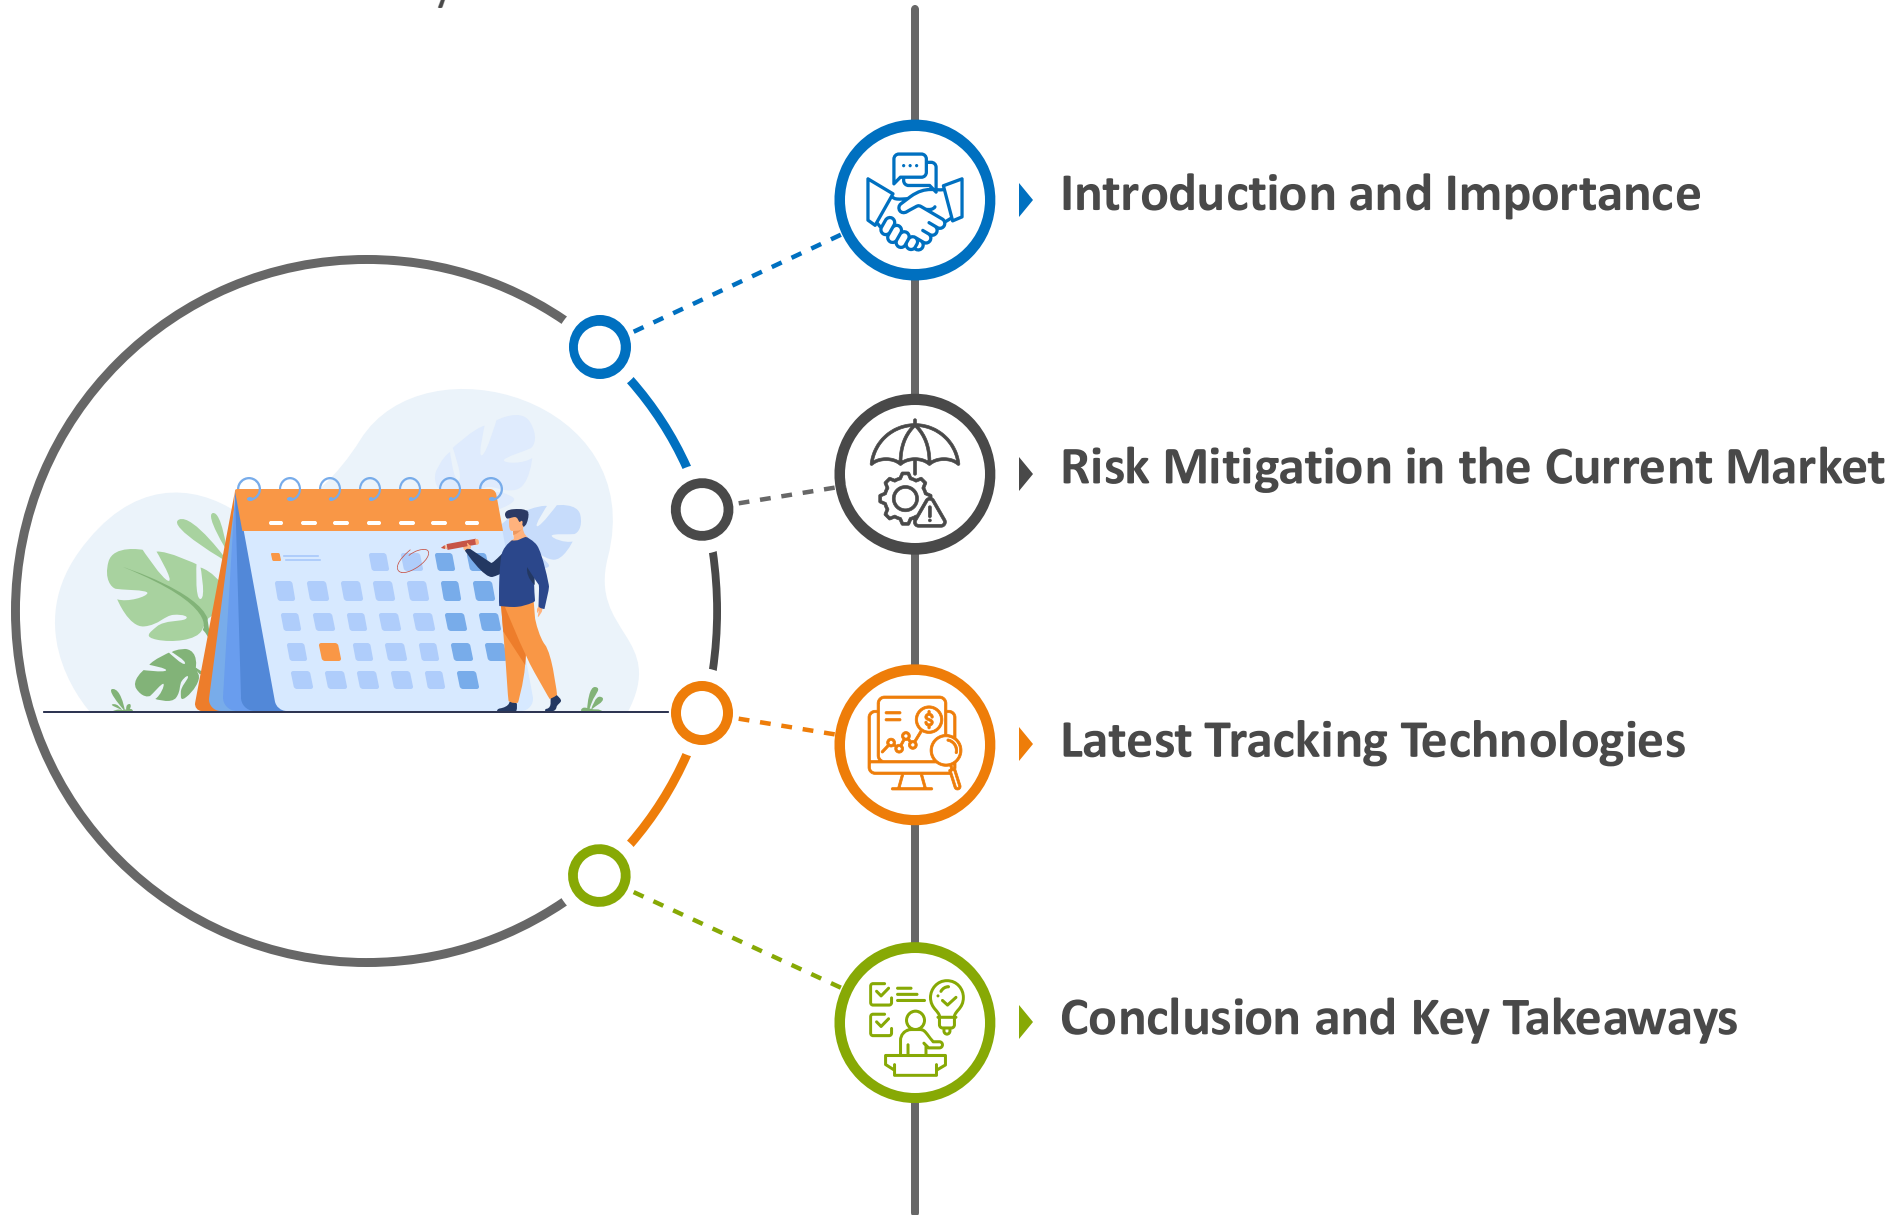 Introduction and Importance
Risk Mitigation in the Current Market
Latest Tracking Technologies
Conclusion and Key Takeaways